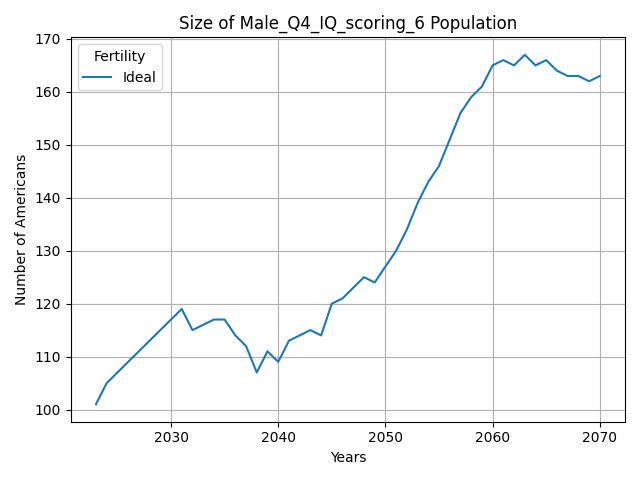 Size of Male_Q4_IQ_scoring_6 Population
Fertility
Ideal
Number of Americans
170
160
150
140
130
120
110
100
2030 2040 2050 2060 2070
Years